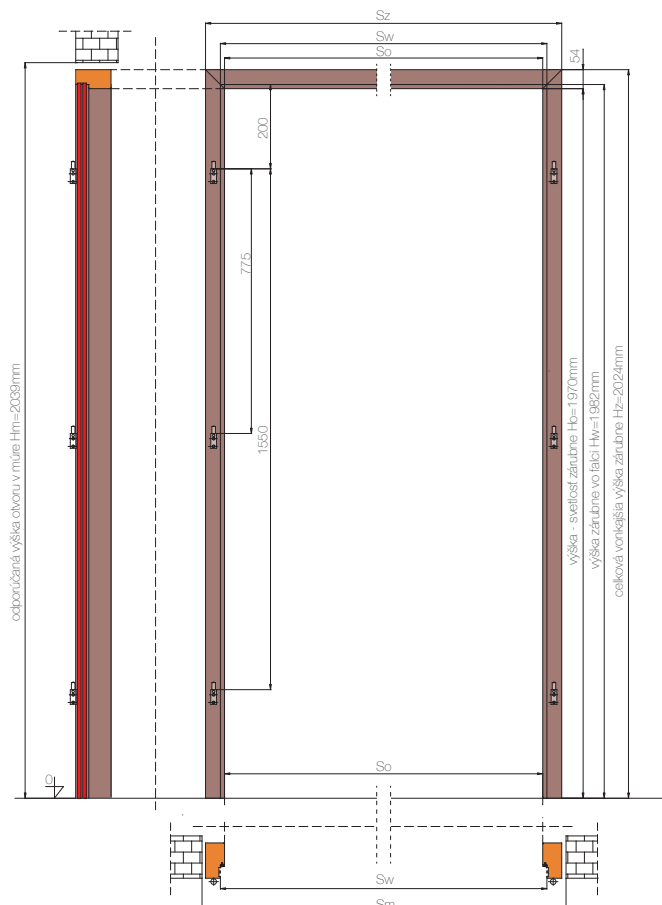 Sz
Sw
So
54
200
775
1550
odporúčaná výška otvoru v múre Hm=2039mm
výška - svetlosť zárubne Ho=1970mm
výška zárubne vo falci Hw=1982mm
celková vonkajšia výška zárubne Hz=2024mm
0
So
Sw
Sm